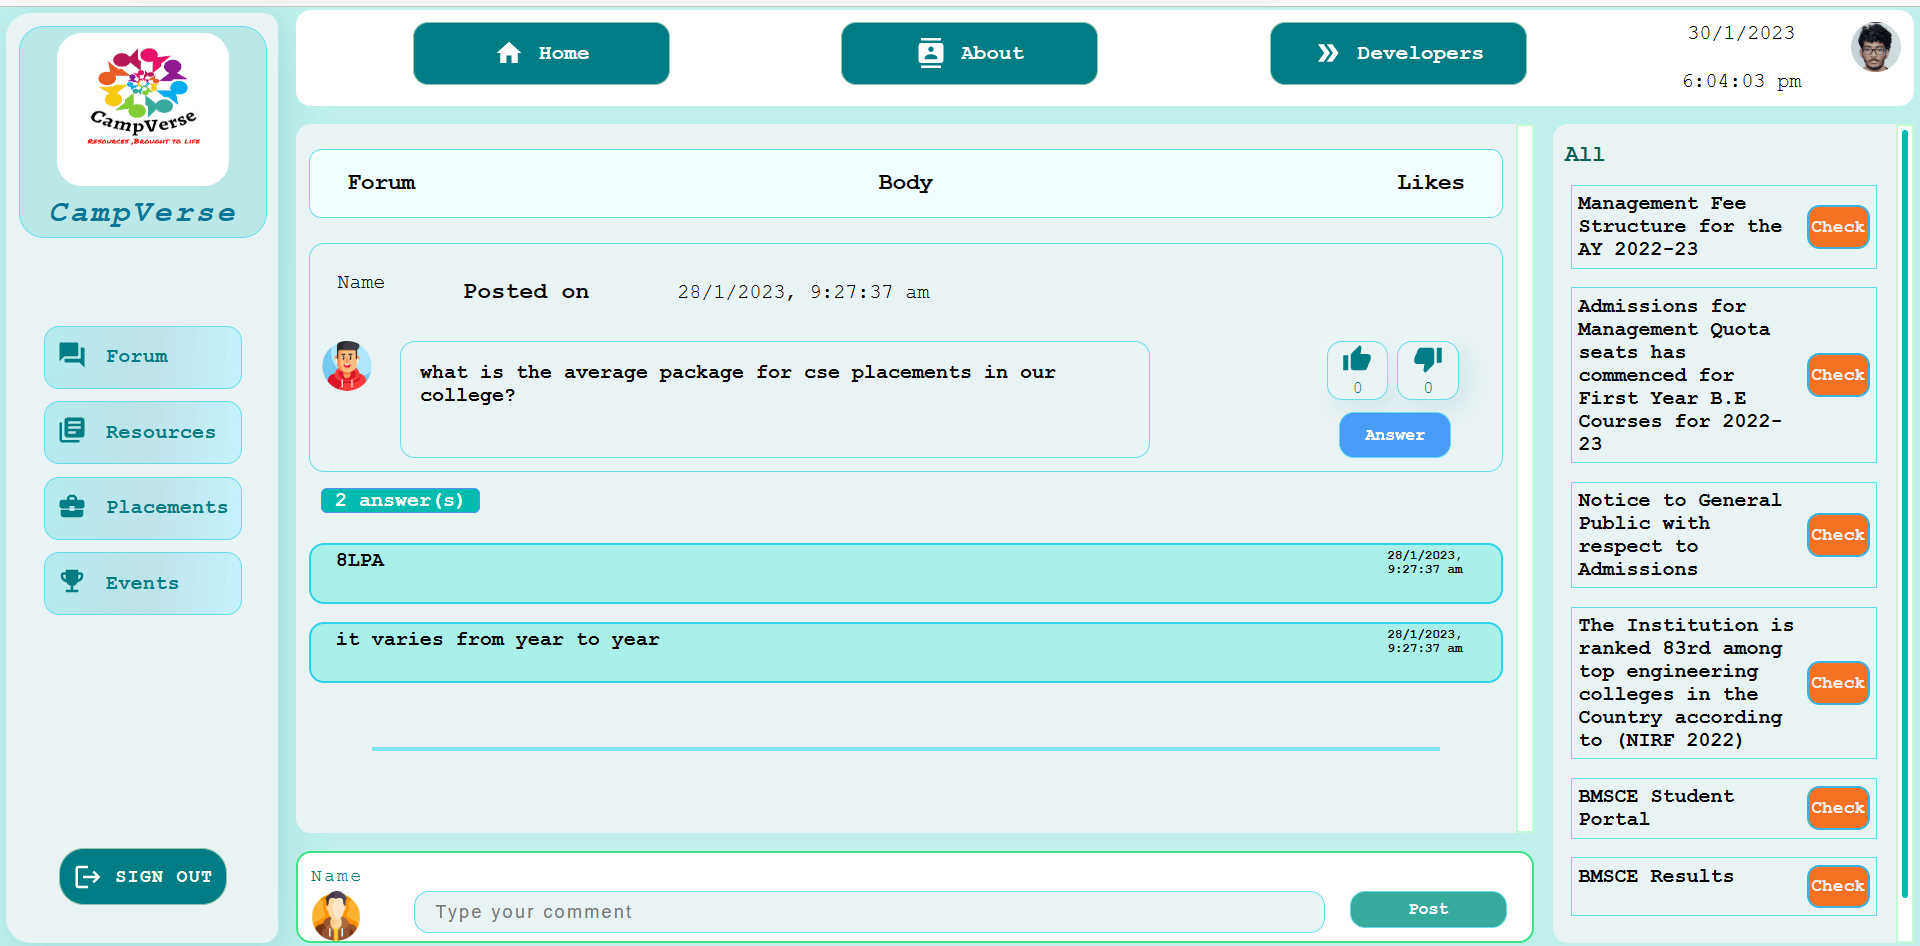 CampVerse
Resources ,Brought to life
CampVerse
Forum
Resources
Placements
Events
SIGN OUT
Home
About
Developers
30/1/2023
6:04:03 pm
Forum Body Likes
Name
Posted on 28/1/2023, 9:27:37 am
what is the average package for cse placements in our
college?
0 0
Answer
2 answer(s)
8LPA
28/1/2023,
9:27:37 am
it varies from year to year
28/1/2023,
9:27:37 am
Name
Type your comment
Post
All
Management Fee
Structure for the
AY 2022-23
Check
Admissions for
Management Quota
seats has
commenced for
First Year B.E
Courses for 2022-
23
Check
Notice to General
Public with
respect to
Admissions
Check
The Institution is
ranked 83rd among
top engineering
colleges in the
Country according
to (NIRF 2022)
Check
BMSCE Student
Portal
Check
BMSCE Results
Check